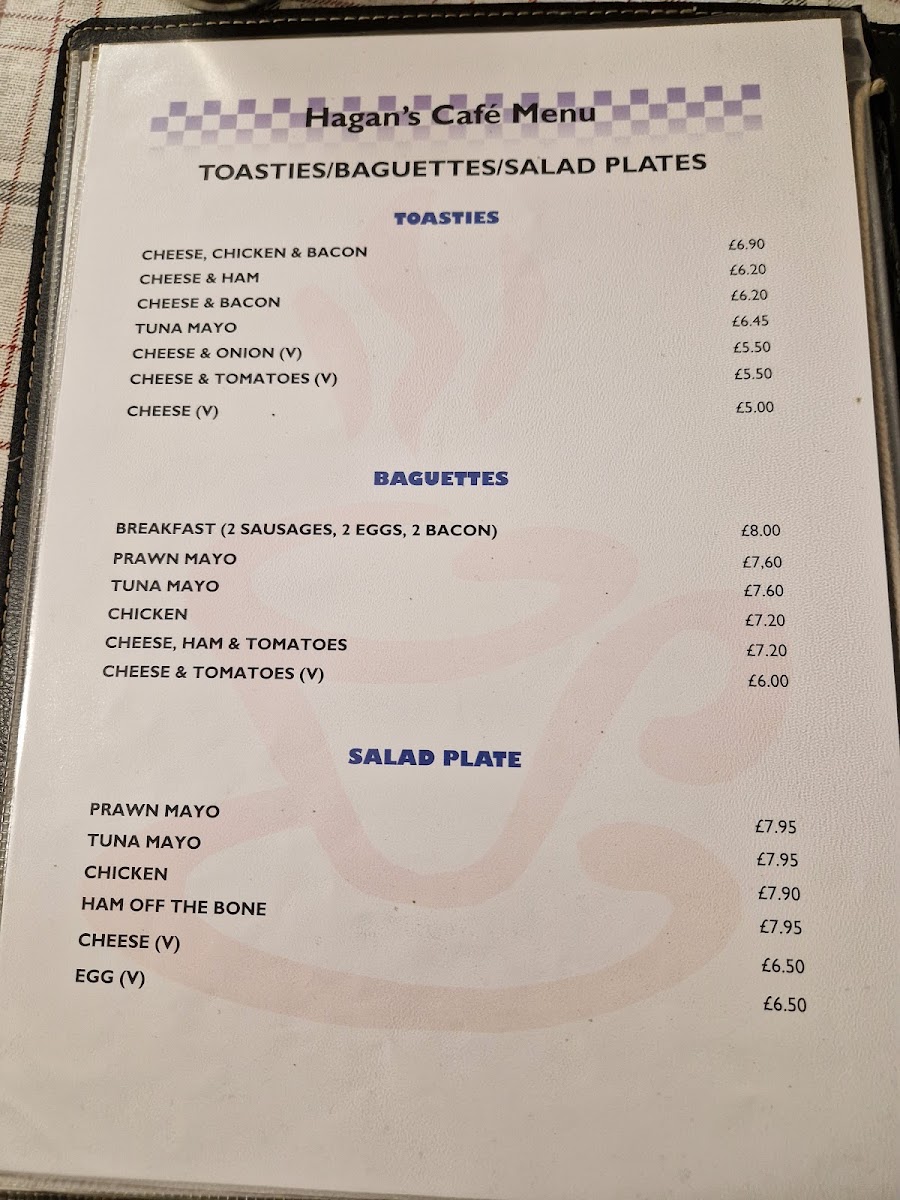 Hagan's Café Menu
TOASTIES/BAGUETTES/SALAD PLATES
TOASTIES
CHEESE, CHICKEN & BACON £6.90
CHEESE & HAM £6.20
CHEESE & BACON £6.20
TUNA MAYO £6.45
CHEESE & ONION (V) £5.50
CHEESE & TOMATOES (V) £5.50
CHEESE (V) £5.00
BAGUETTES
BREAKFAST (2 SAUSAGES, 2 EGGS, 2 BACON) £8.00
PRAWN MAYO £7,60
TUNA MAYO £7.60
CHICKEN £7.20
CHEESE, HAM & TOMATOES £7.20
CHEESE & TOMATOES (V) £6.00
SALAD PLATE
PRAWN MAYO £7.95
TUNA MAYO £7.95
CHICKEN £7.90
HAM OFF THE BONE £7.95
CHEESE (V) £6.50
EGG (V) £6.50